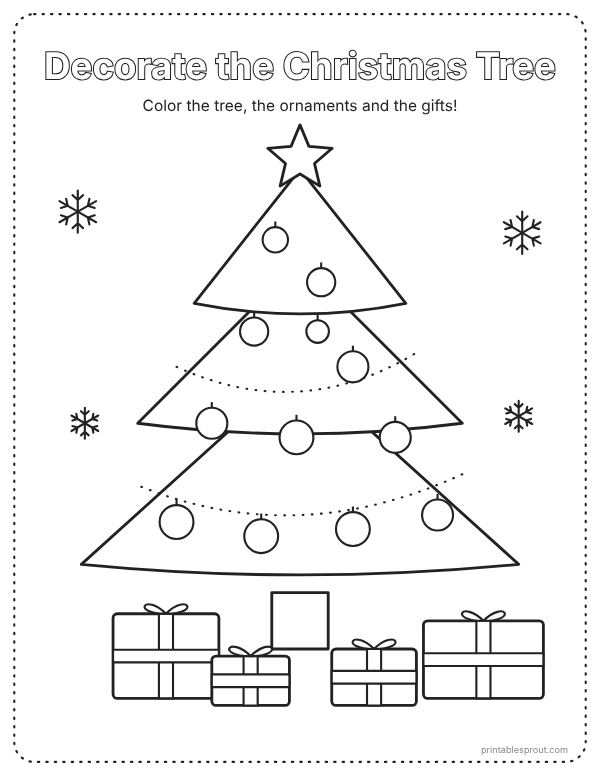 Decorate the Christmas Tree
Color the tree, the ornaments and the gifts!
printablesprout.com